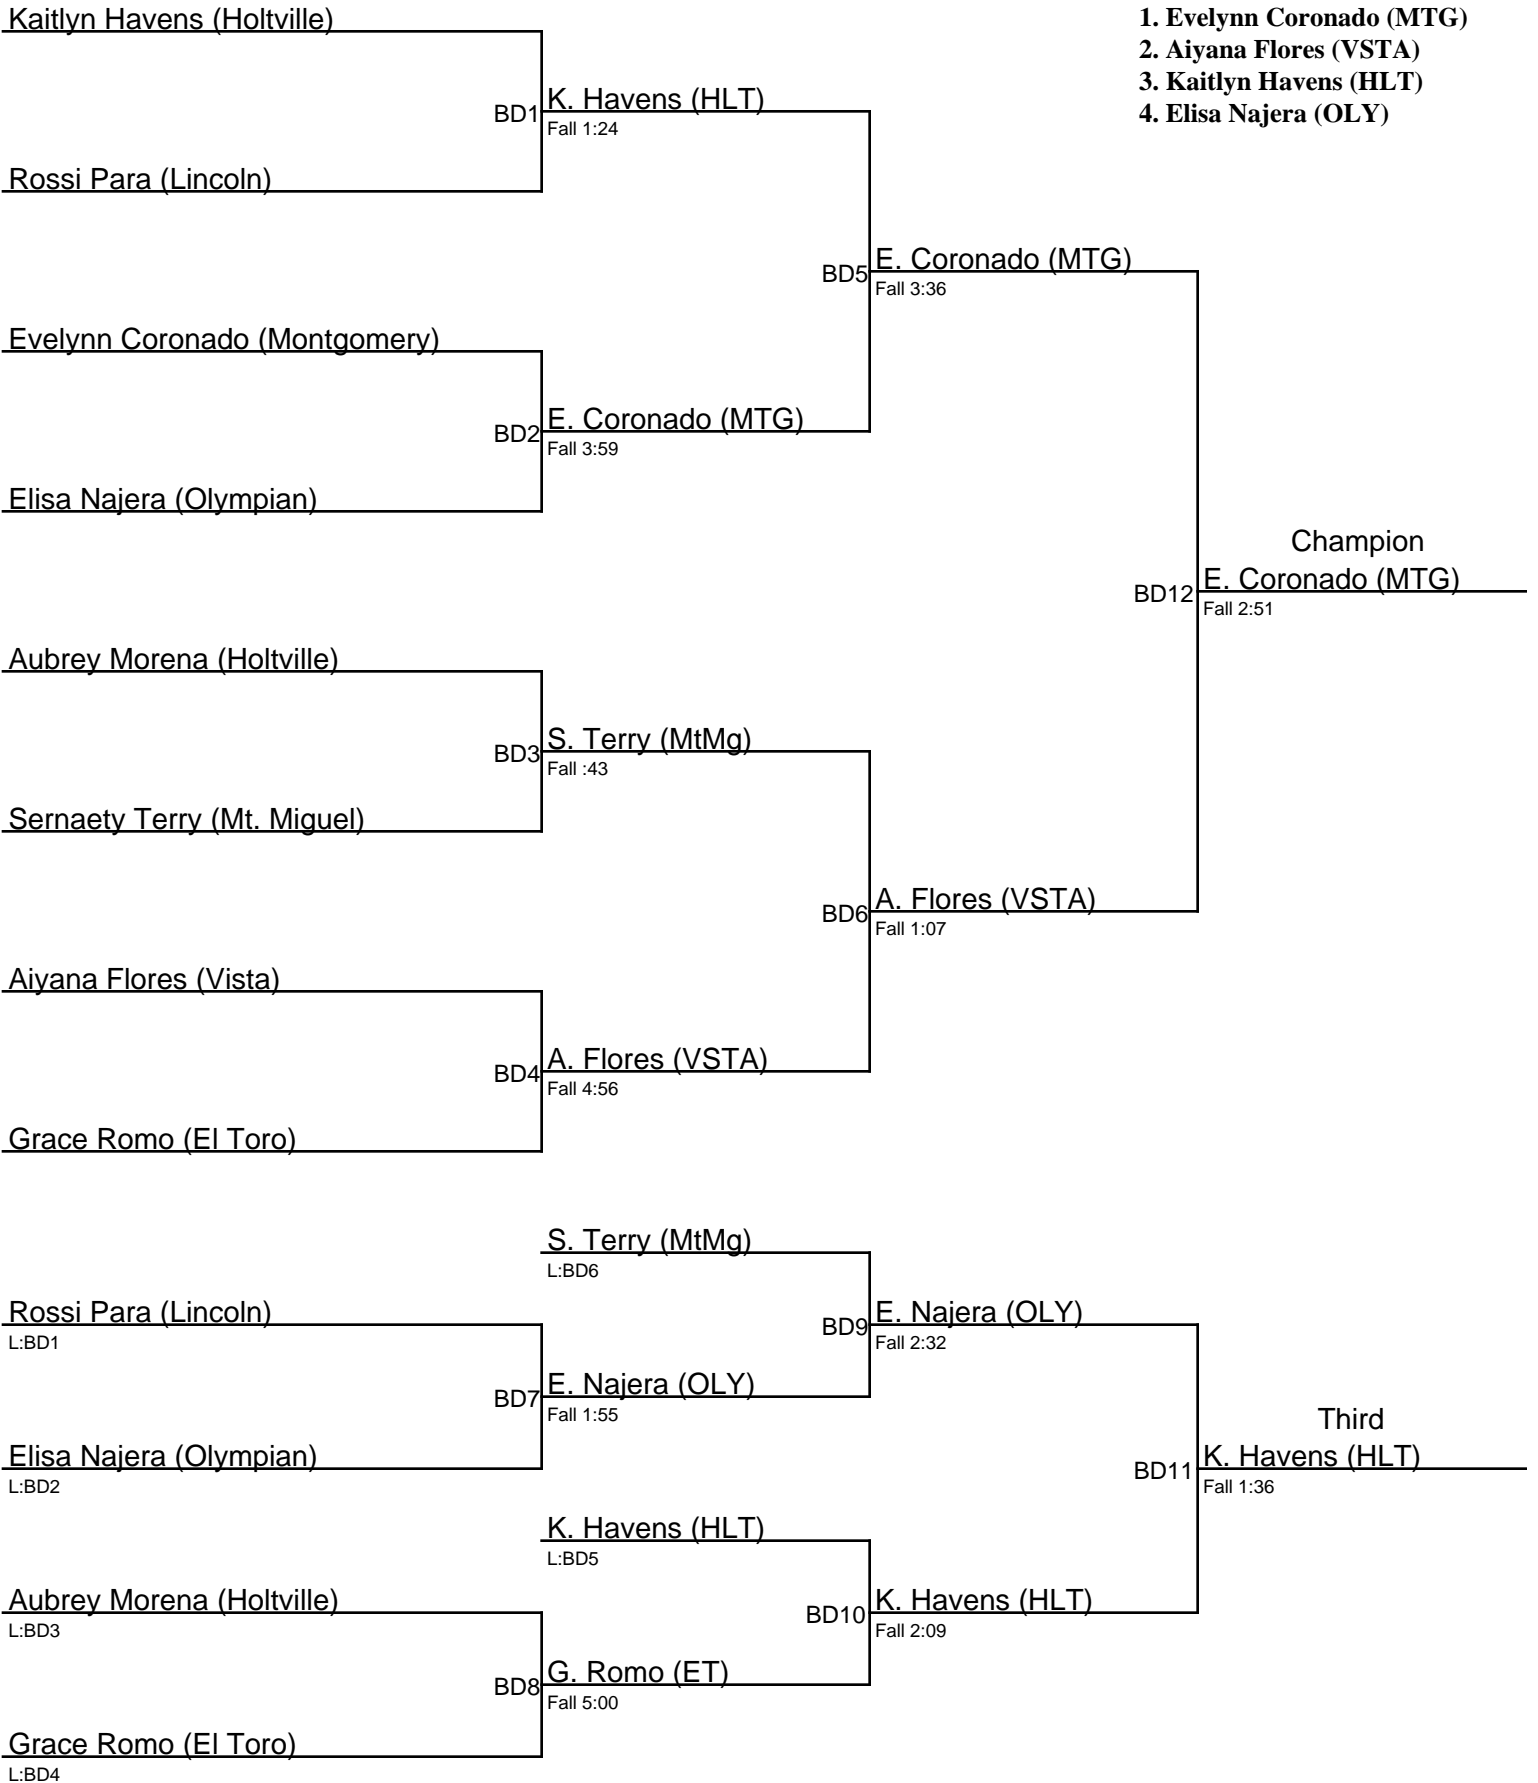 Kaitlyn Havens (Holtville)
1. Evelynn Coronado (MTG)
2. Aiyana Flores (VSTA)
3. Kaitlyn Havens (HLT)
4. Elisa Najera (OLY)
BD1
K. Havens (HLT)
Fall 1:24
Rossi Para (Lincoln)
BD5
E. Coronado (MTG)
Fall 3:36
Evelynn Coronado (Montgomery)
BD2
E. Coronado (MTG)
Fall 3:59
Elisa Najera (Olympian)
Champion
BD12
E. Coronado (MTG)
Fall 2:51
Aubrey Morena (Holtville)
BD3
S. Terry (MtMg)
Fall :43
Sernaety Terry (Mt. Miguel)
BD6
A. Flores (VSTA)
Fall 1:07
Aiyana Flores (Vista)
BD4
A. Flores (VSTA)
Fall 4:56
Grace Romo (El Toro)
S. Terry (MtMg)
L:BD6
Rossi Para (Lincoln)
L:BD1
BD9
E. Najera (OLY)
Fall 2:32
BD7
E. Najera (OLY)
Fall 1:55
Elisa Najera (Olympian)
L:BD2
Third
BD11
K. Havens (HLT)
Fall 1:36
K. Havens (HLT)
L:BD5
Aubrey Morena (Holtville)
L:BD3
BD10
K. Havens (HLT)
Fall 2:09
BD8
G. Romo (ET)
Fall 5:00
Grace Romo (El Toro)
L:BD4